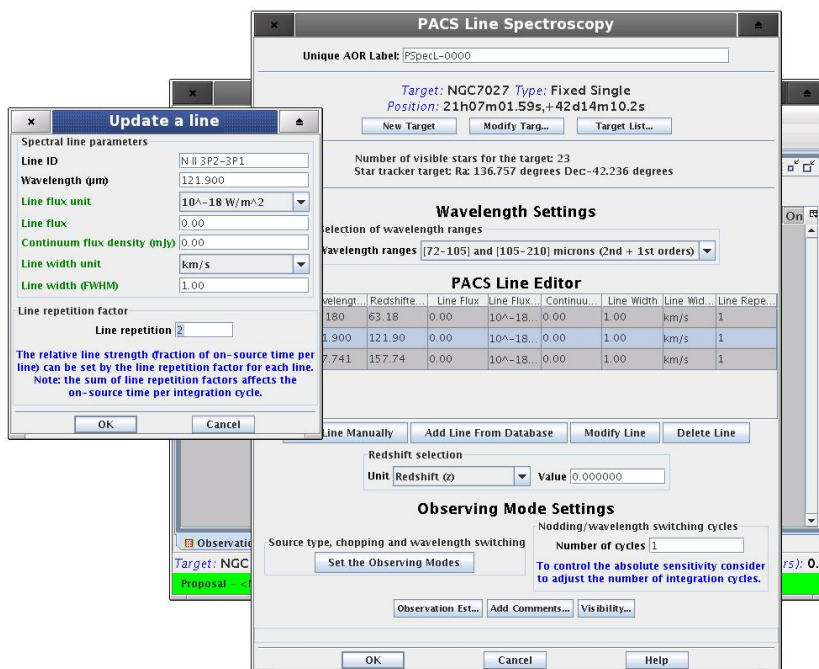 PACS Line Spectroscopy
Unique AOR Label: PSpecL-0000
Target: NGC7027 Type: Fixed Single
Position: 21h07m01.59s,+42d14m10.2s
New Target Modify Targ... Target List...
Number of visible stars for the target: 23
Star tracker target: Ra: 136.757 degrees Dec:-42.236 degrees
Wavelength Settings
Selection of wavelength ranges
Wavelength ranges [72-105] and [105-210] microns (2nd + 1st orders)
PACS Line Editor
velengt... Redshifte... Line Flux Line Flux... Continuu... Line Width Line Wid... Line Repe...
180 63.18 0.00 10^-18... 0.00 1.00 km/s 1
1.900 121.90 0.00 10^-18... 0.00 1.00 km/s 1
7.741 157.74 0.00 10^-18... 0.00 1.00 km/s 1
Line Manually Add Line From Database Modify Line Delete Line
Redshift selection
Unit Redshift (z) Value 0.000000
Observing Mode Settings
Source type, chopping and wavelength switching
Set the Observing Modes
Nodding/wavelength switching cycles
Number of cycles 1
To control the absolute sensitivity consider
to adjust the number of integration cycles.
Observation Est... Add Comments... Visibility...
OK Cancel Help
Update a line
Spectral line parameters
Line ID N II 3P2-3P1
Wavelength (μm) 121.900
Line flux unit 10^-18 W/m^2
Line flux 0.00
Continuum flux density (mJy) 0.00
Line width unit km/s
Line width (FWHM) 1.00
Line repetition factor
Line repetition 2
The relative line strength (fraction of on-source time per
line) can be set by the line repetition factor for each line.
Note: the sum of line repetition factors affects the
on-source time per integration cycle.
OK Cancel
On
Observatio
Target: NGC
rs): 0.
Proposal - <